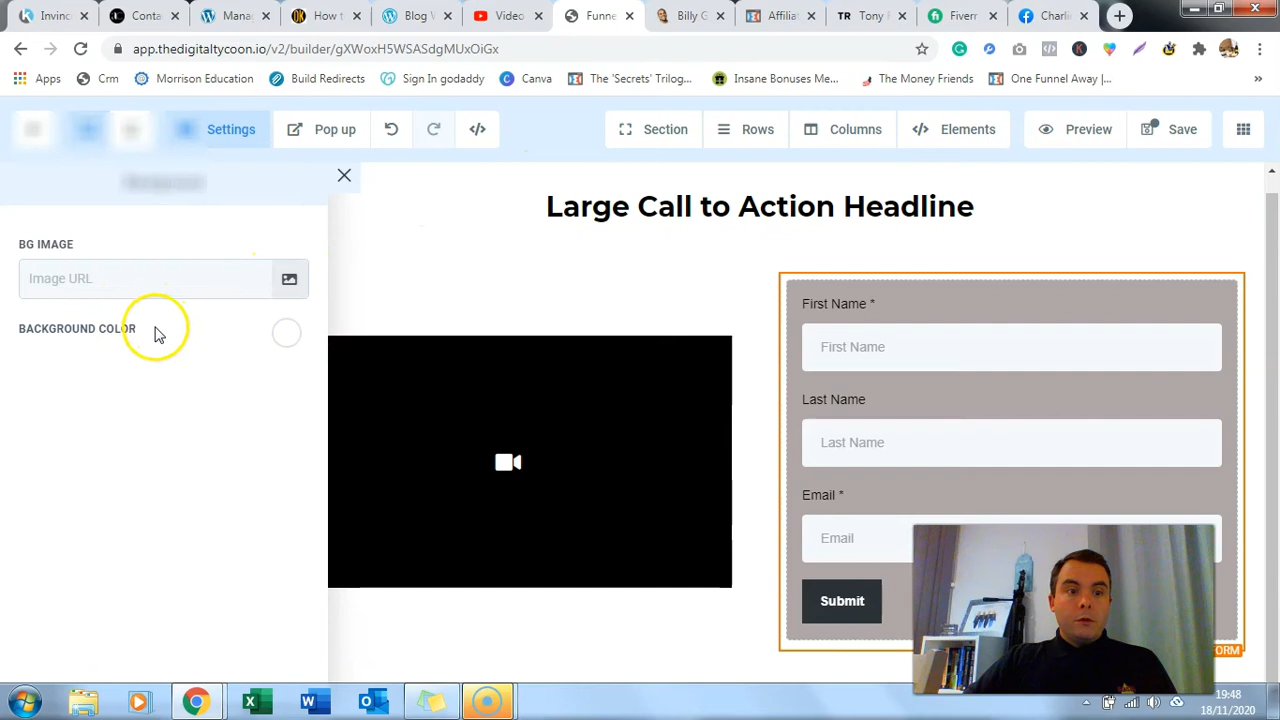 Invinc
Conta
Manag
How to
Blog T
Video
Funne
Billy G
Affilia
TR Tony R
Fiverr
Charli
app.thedigitaltycoon.io/v2/builder/gXWoxH5WSASdgMUxOiGx
Apps
Crm
Morrison Education
Build Redirects
Sign In godaddy
Canva
The 'Secrets' Trilog...
Insane Bonuses Me...
The Money Friends
One Funnel Away |...
»
Settings
Pop up
Section
Rows
Columns
Elements
Preview
Save
Large Call to Action Headline
BG IMAGE
Image URL
BACKGROUND COLOR
First Name *
First Name
Last Name
Last Name
Email *
Email
Submit
ORM
19:48
18/11/2020